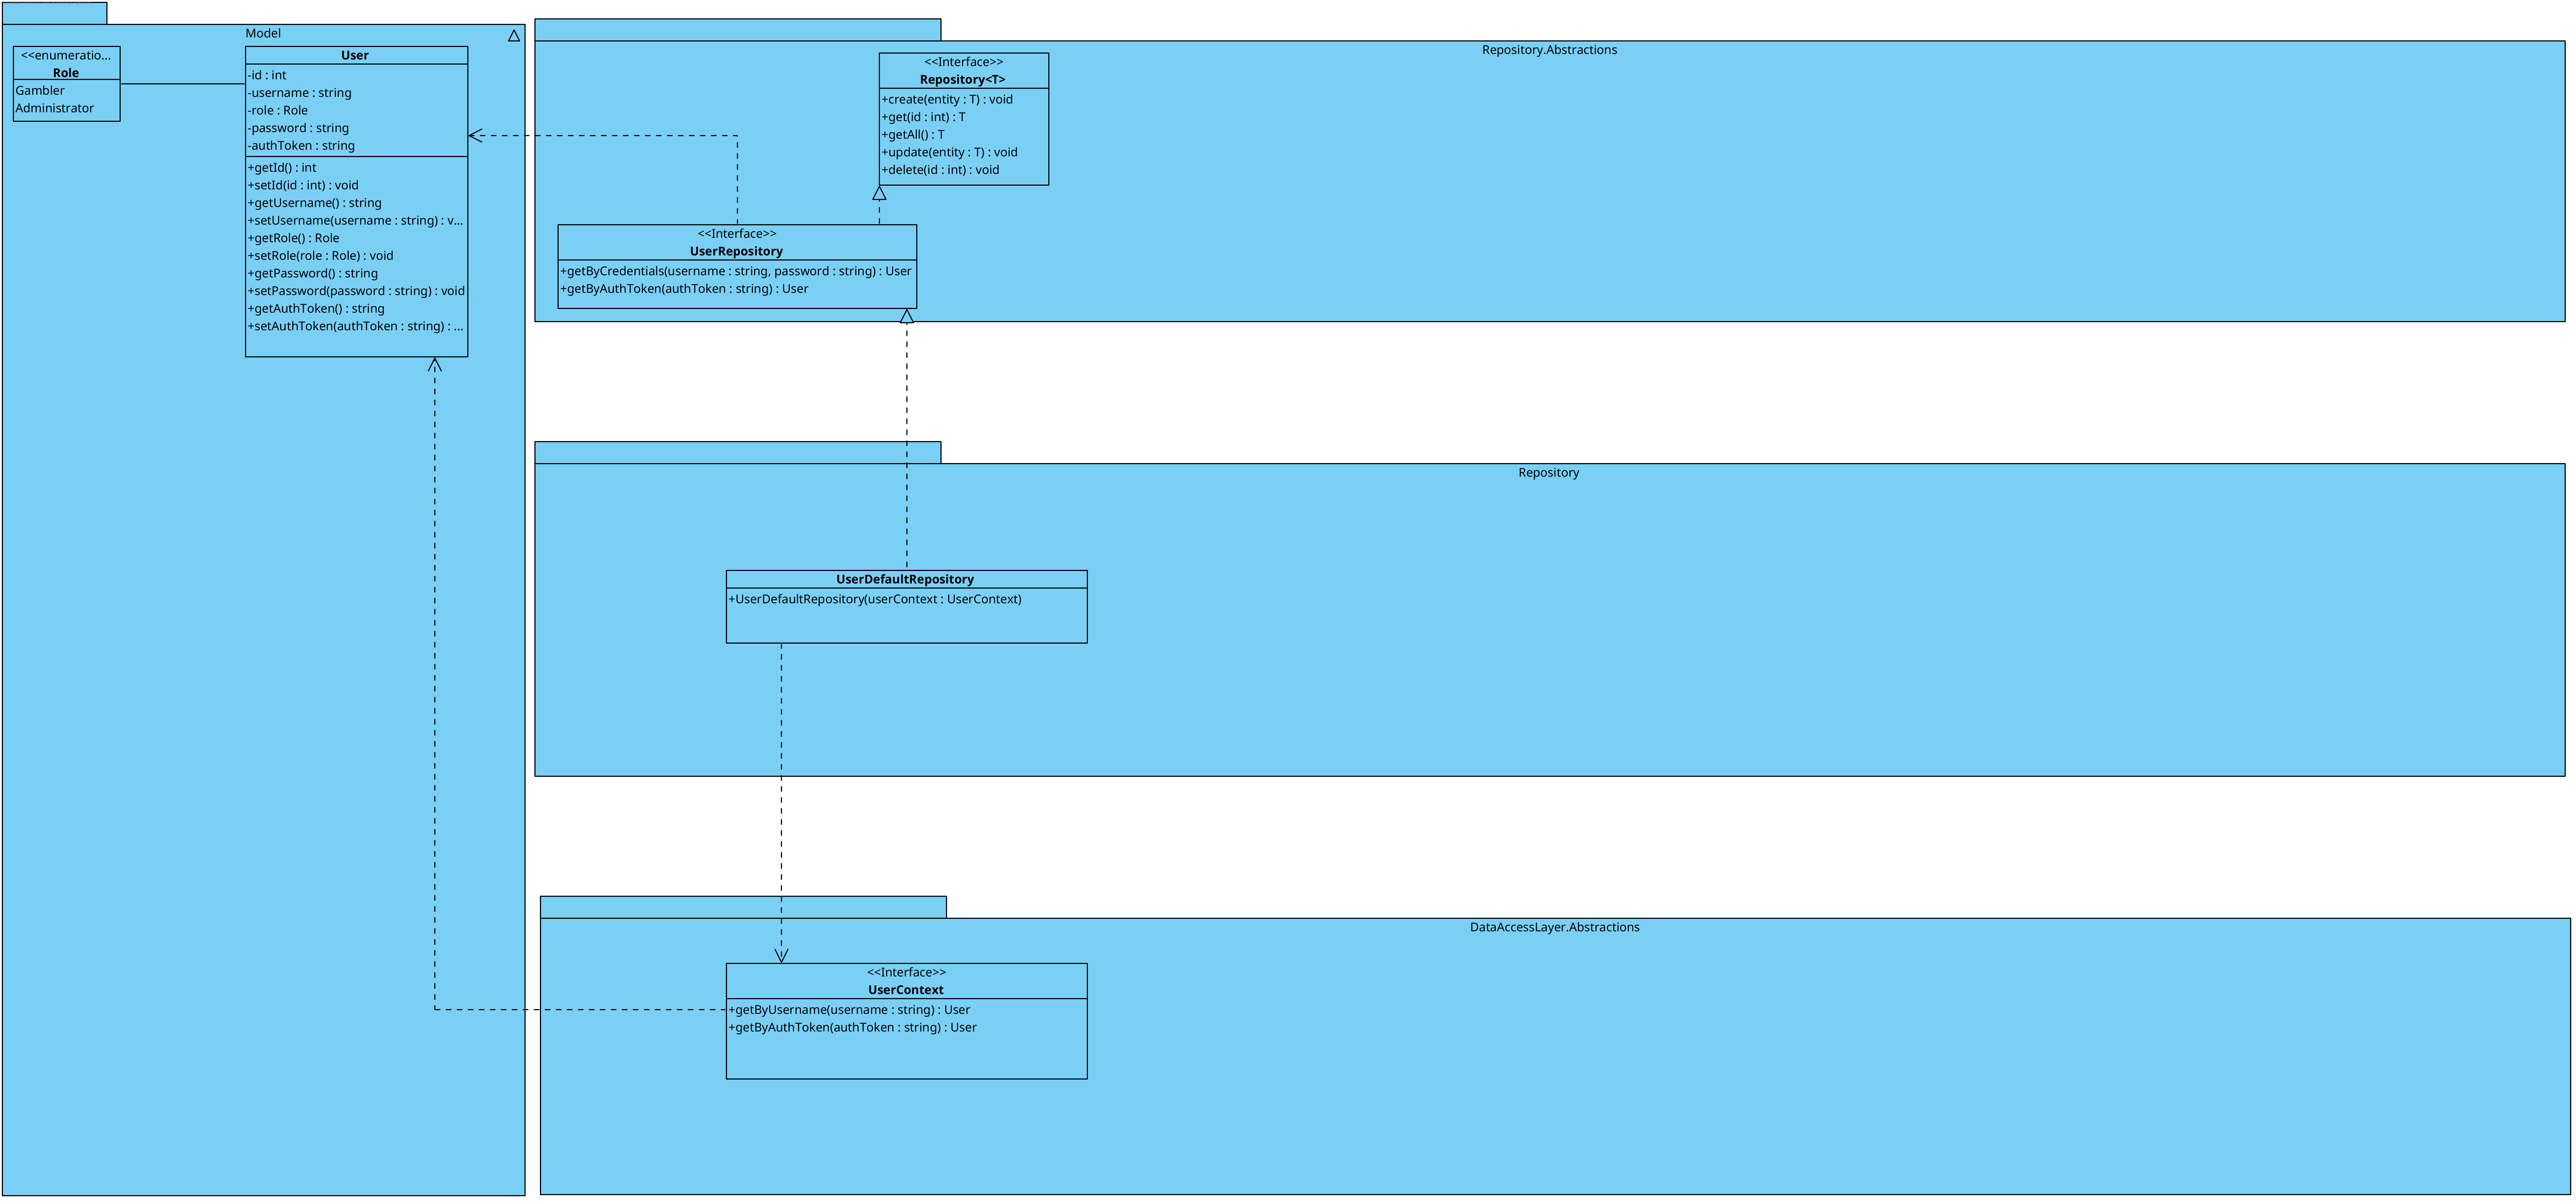 Model
<<enumeratio...
Role
Gambler
Administrator
User
-id : int
-username : string
-role : Role
-password : string
-authToken : string
+getId() : int
+setId(id : int) : void
+getUsername() : string
+setUsername(username : string) : v...
+getRole() : Role
+setRole(role : Role) : void
+getPassword() : string
+setPassword(password : string) : void
+getAuthToken() : string
+setAuthToken(authToken : string) : ...
Repository.Abstractions
<<Interface>>
Repository<T>
+create(entity : T) : void
+get(id : int) : T
+getAll() : T
+update(entity : T) : void
+delete(id : int) : void
<<Interface>>
UserRepository
+getByCredentials(username : string, password : string) : User
+getByAuthToken(authToken : string) : User
Repository
UserDefaultRepository
+UserDefaultRepository(userContext : UserContext)
DataAccessLayer.Abstractions
<<Interface>>
UserContext
+getByUsername(username : string) : User
+getByAuthToken(authToken : string) : User